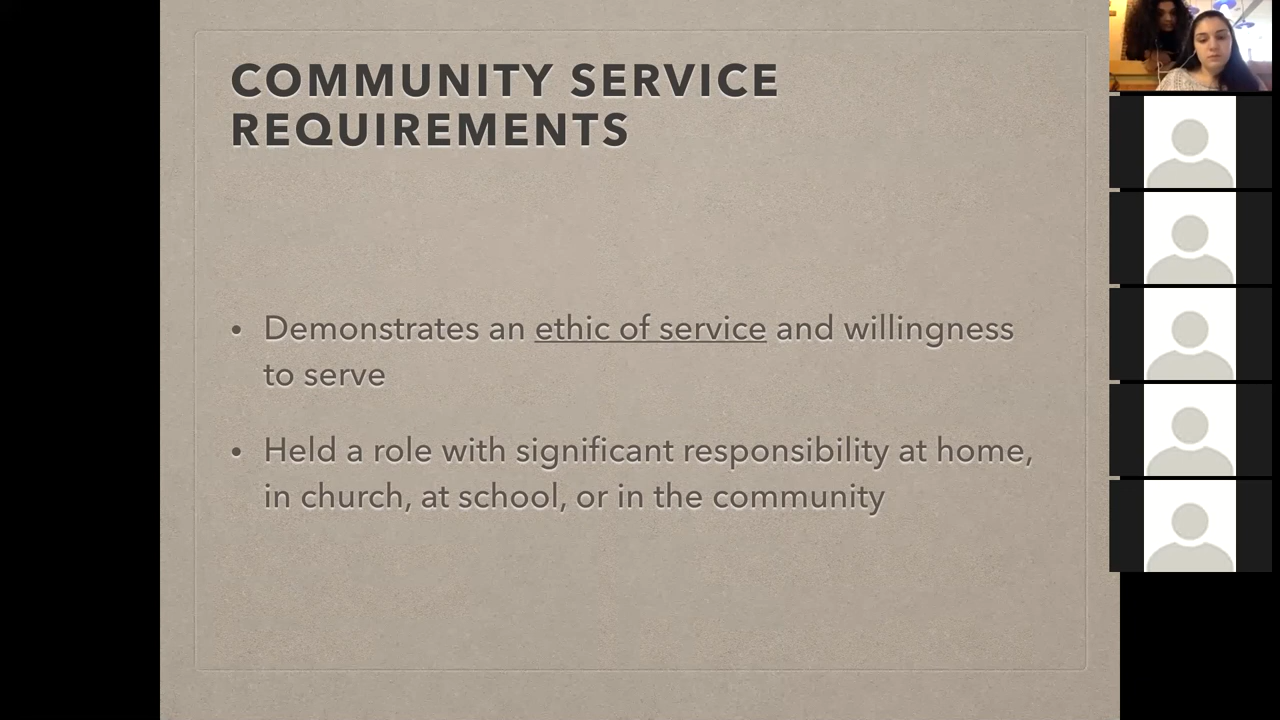 COMMUNITY SERVICE
REQUIREMENTS
• Demonstrates an ethic of service and willingness
to serve
• Held a role with significant responsibility at home,
in church, at school, or in the community